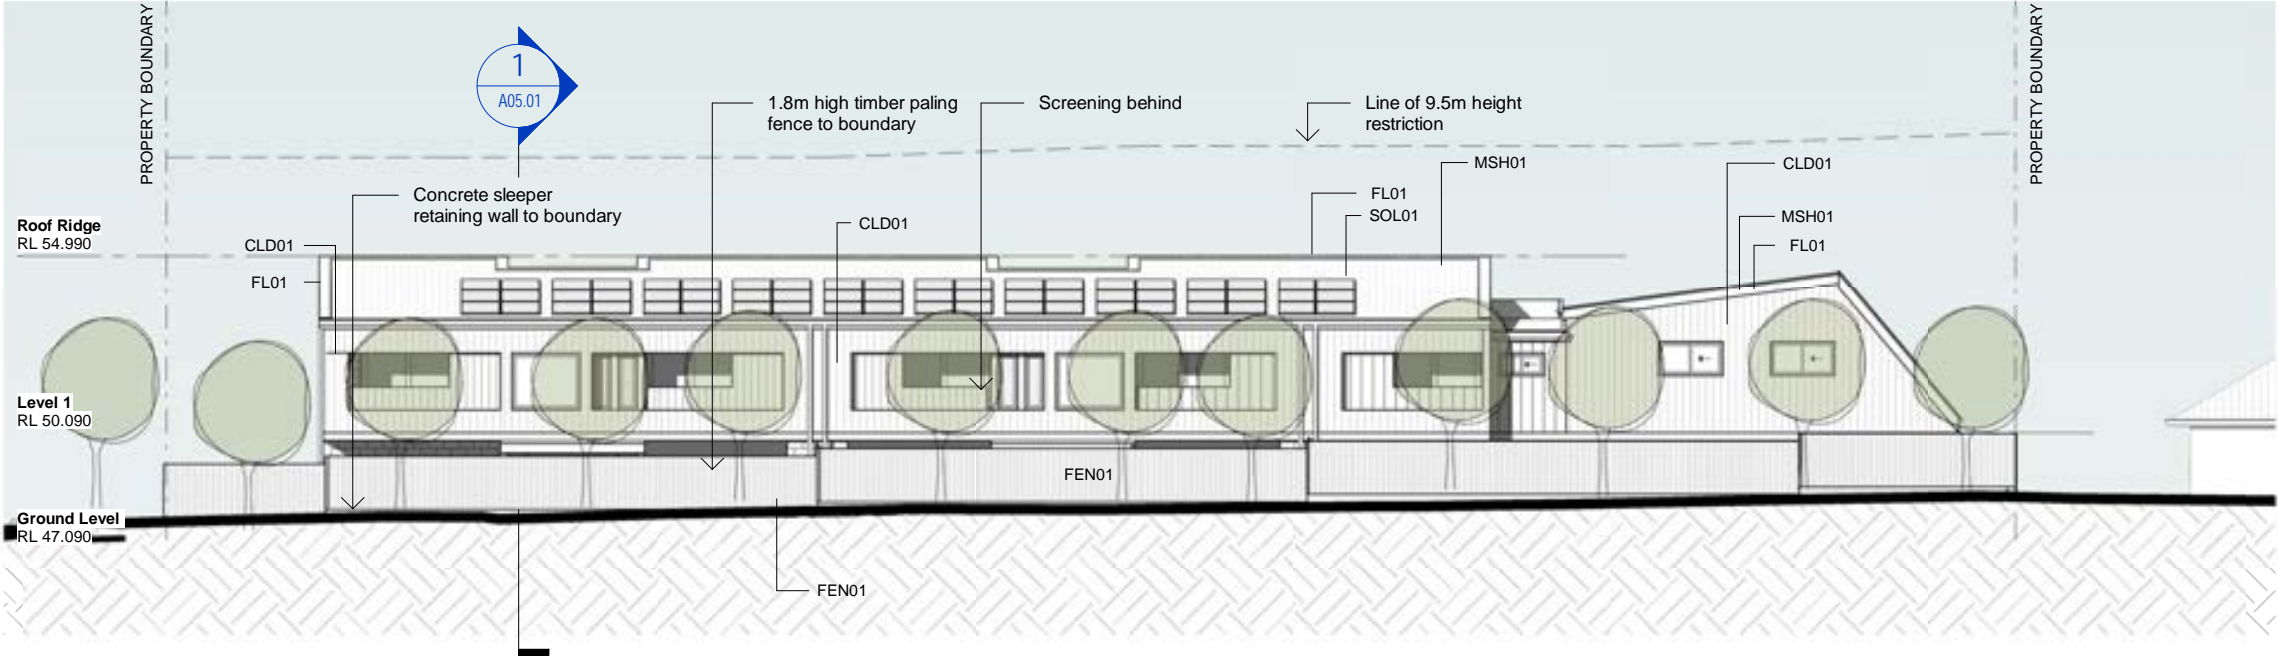 PROPERTY BOUNDARY
PROPERTY BOUNDARY
1
A05.01
1.8m high timber paling
fence to boundary
Screening behind
Line of 9.5m height
restriction
MSH01
CLD01
Concrete sleeper
retaining wall to boundary
FL01
SOL01
CLD01
MSH01
FL01
Roof Ridge
RL 54.990
CLD01
FL01
Level 1
RL 50.090
FEN01
Ground Level
RL 47.090
FEN01